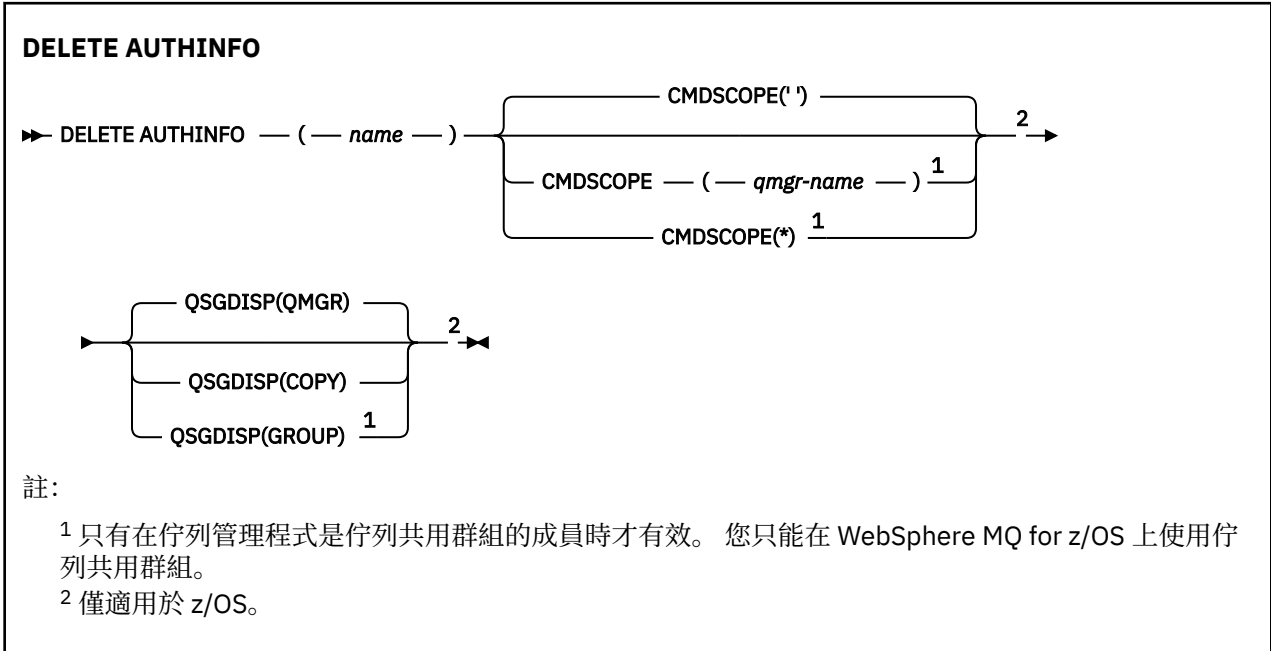 DELETE AUTHINFO
CMDSCOPE(' ')
DELETE AUTHINFO ( name ) 2
CMDSCOPE ( qmgr-name ) 1
CMDSCOPE(*) 1
QSGDISP(QMGR)
2
QSGDISP(COPY)
QSGDISP(GROUP) 1
註：
1 只有在佇列管理程式是佇列共用群組的成員時才有效。 您只能在 WebSphere MQ for z/OS 上使用佇
列共用群組。
2 僅適用於 z/OS。